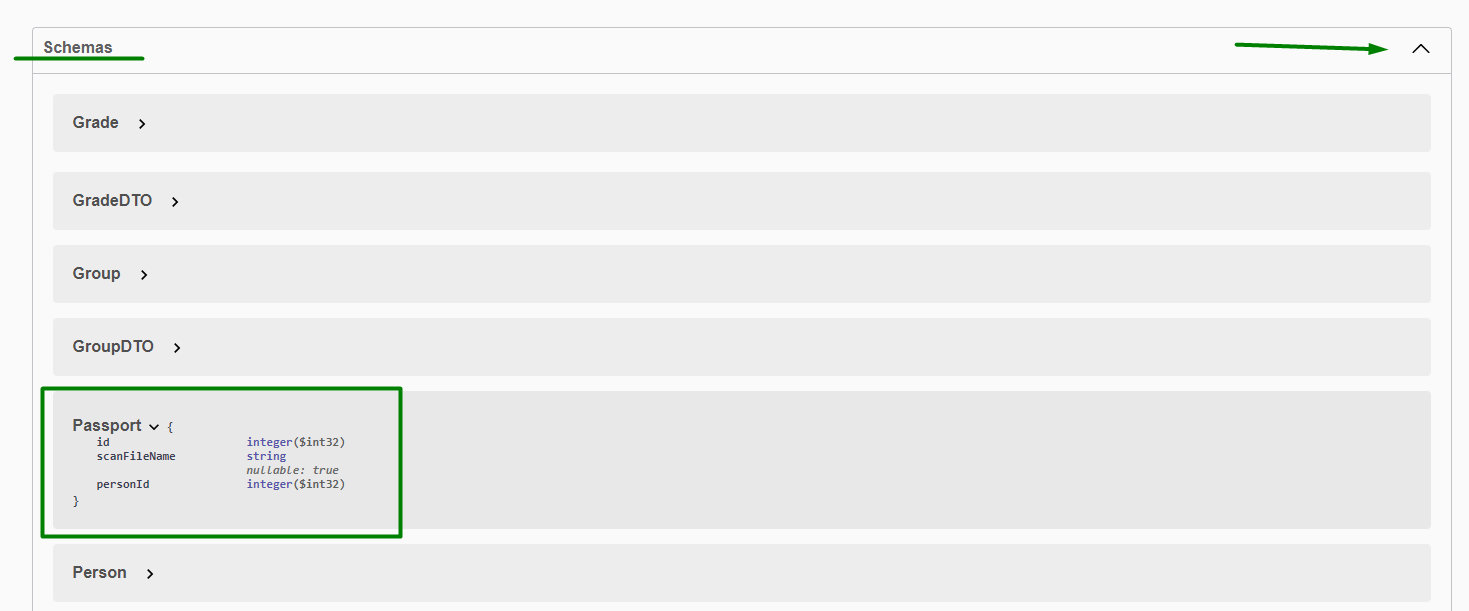 Schemas
Grade
GradeDTO
Group
GroupDTO
Passport {
id integer($int32)
scanFileName string
nullable: true
personId integer($int32)
}
Person